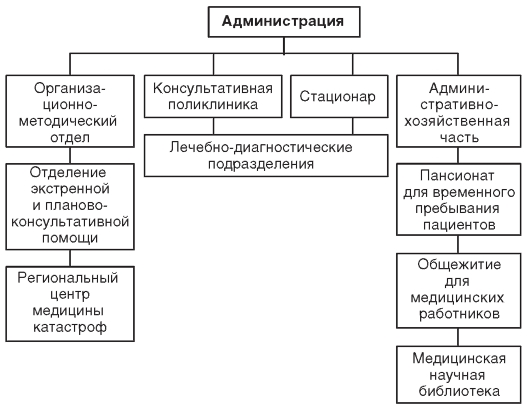 Администрация
Организа-
ционно-
методический
отдел
Консультативная
поликлиника
Стационар
Админи-
стративно-
хозяйственная
часть
Лечебно-диагностические
подразделения
Отделение
экстренной
и планово-
консультативной
помощи
Пансионат
для временного
пребывания
пациентов
Региональный
центр
медицины
катастроф
Общежитие
для
медицинских
работников
Медицинская
научная
библиотека